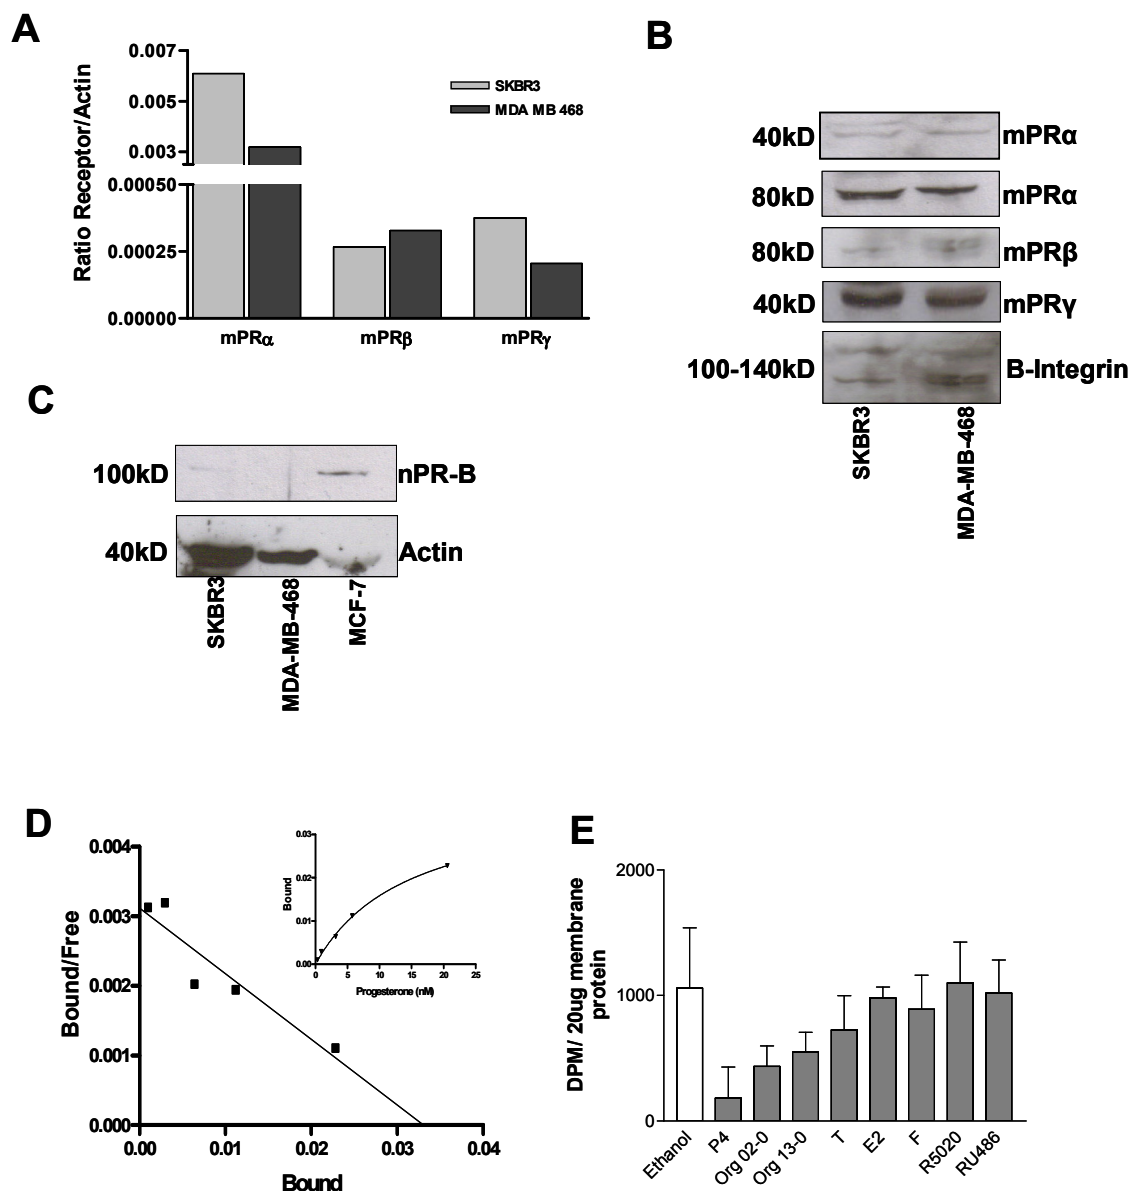 A
Ratio Receptor/Actin
0.007
0.005
0.003
0.00050
0.00025
0.00000
SKBR3
MDA MB 468
mPRα
mPRβ
mPRγ
B
40kD
mPRα
80kD
mPRα
80kD
mPRβ
40kD
mPRγ
100-140kD
B-Integrin
SKBR3
MDA-MB-468
C
100kD
nPR-B
40kD
Actin
SKBR3
MDA-MB-468
MCF-7
D
Bound/Free
0.004
0.003
0.002
0.001
0.000
0.00
0.01
0.02
0.03
0.04
Bound
Bound
0.03
0.02
0.01
0.00
0
5
10
15
20
25
Progesterone (nM)
E
DPM/ 20ug membrane
protein
2000
1000
0
Ethanol
P4
Org 02-0
Org 13-0
T
E2
F
R5020
RU486